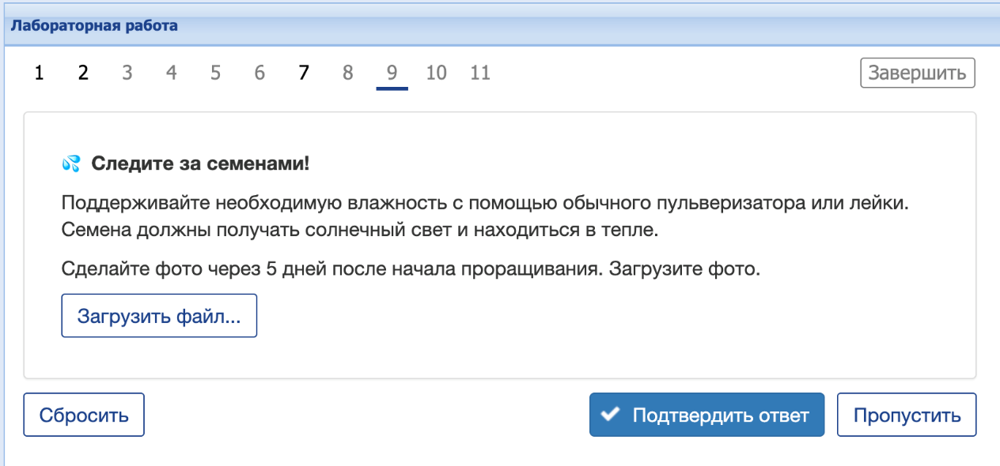 Лабораторная работа
1 2 3 4 5 6 7 8 9 10 11 Завершить
💦 Следите за семенами!
Поддерживайте необходимую влажность с помощью обычного пульверизатора или лейки.
Семена должны получать солнечный свет и находиться в тепле.
Сделайте фото через 5 дней после начала проращивания. Загрузите фото.
Загрузить файл...
Сбросить ✔ Подтвердить ответ Пропустить